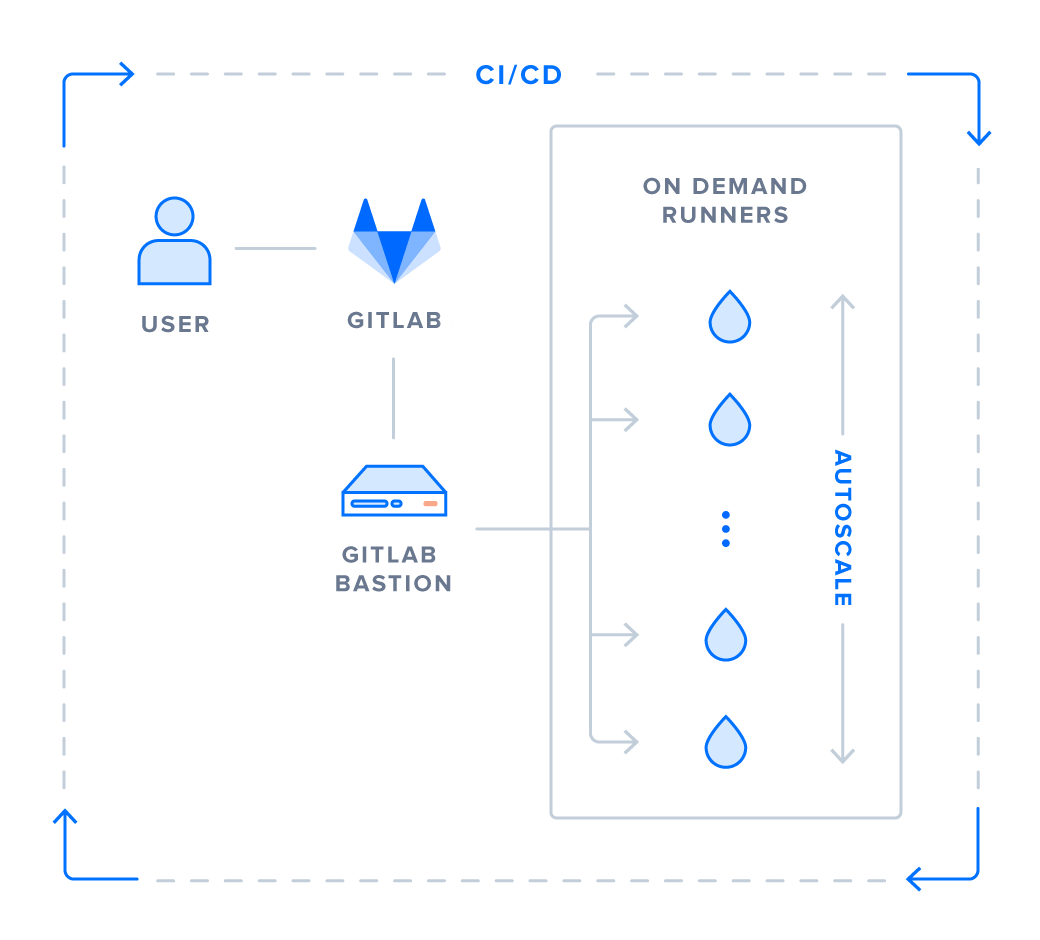 CI/CD
ON DEMAND
RUNNERS
USER
GITLAB
AUTOSCALE
GITLAB
BASTION